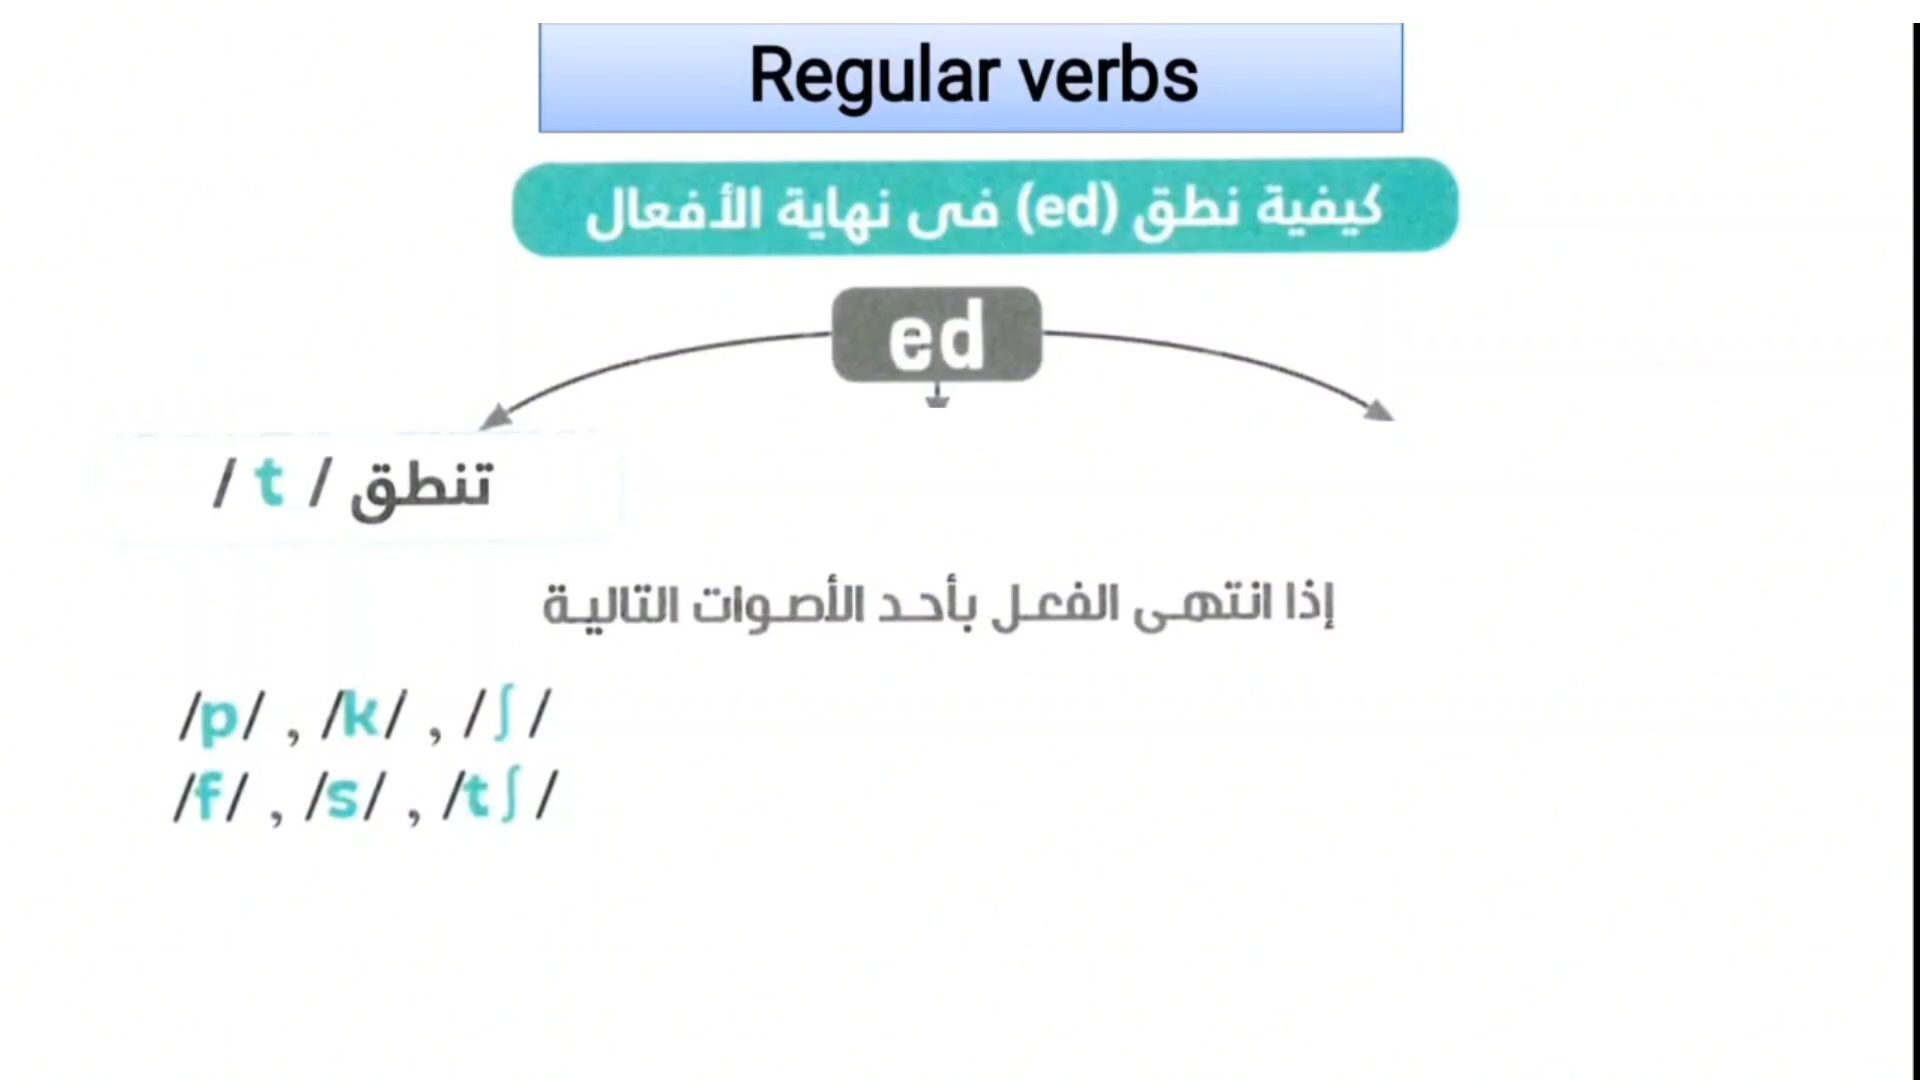 Regular verbs
كيفية نطق (ed) فى نهاية الأفعال
ed
تنطق / t /
إذا انتهى الفعل بأحد الأصوات التالية
/p/ , /k/ , /ʃ/
/f/ , /s/ , /tʃ/